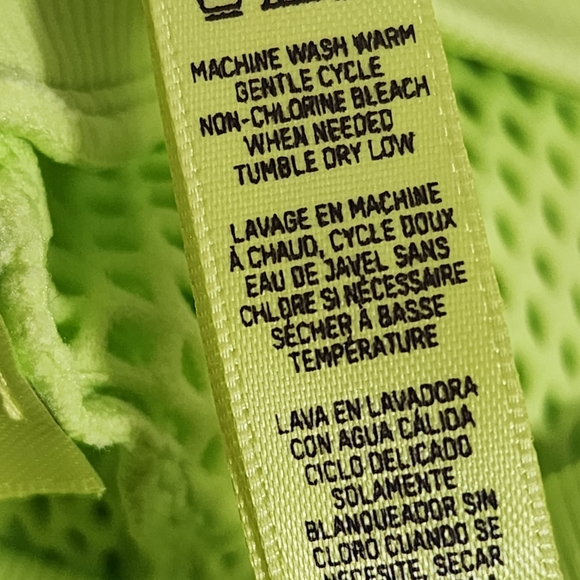 MACHINE WASH WARM
GENTLE CYCLE
NON-CHLORINE BLEACH
WHEN NEEDED
TUMBLE DRY LOW
LAVAGE EN MACHINE
À CHAUD, CYCLE DOUX
EAU DE JAVEL SANS
CHLORE SI NÉCESSAIRE
SÉCHER À BASSE
TEMPÉRATURE
LAVA EN LAVADORA
CON AGUA CÁLIDA
CICLO DELICADO
SOLAMENTE
BLANQUEADOR SIN
CLORO CUANDO SE
NECESITE, SECAR